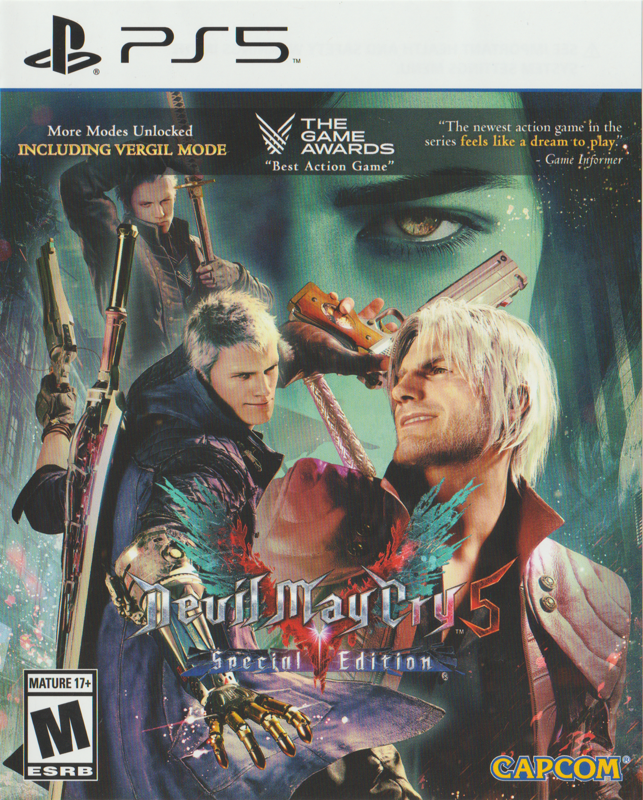 PS5
More Modes Unlocked
INCLUDING VERGIL MODE
THE
GAME
AWARDS
"Best Action Game"
"The newest action game in the
series feels like a dream to play."
- Game Informer
Devil May Cry 5
Special Edition
MATURE 17+
M
ESRB
CAPCOM